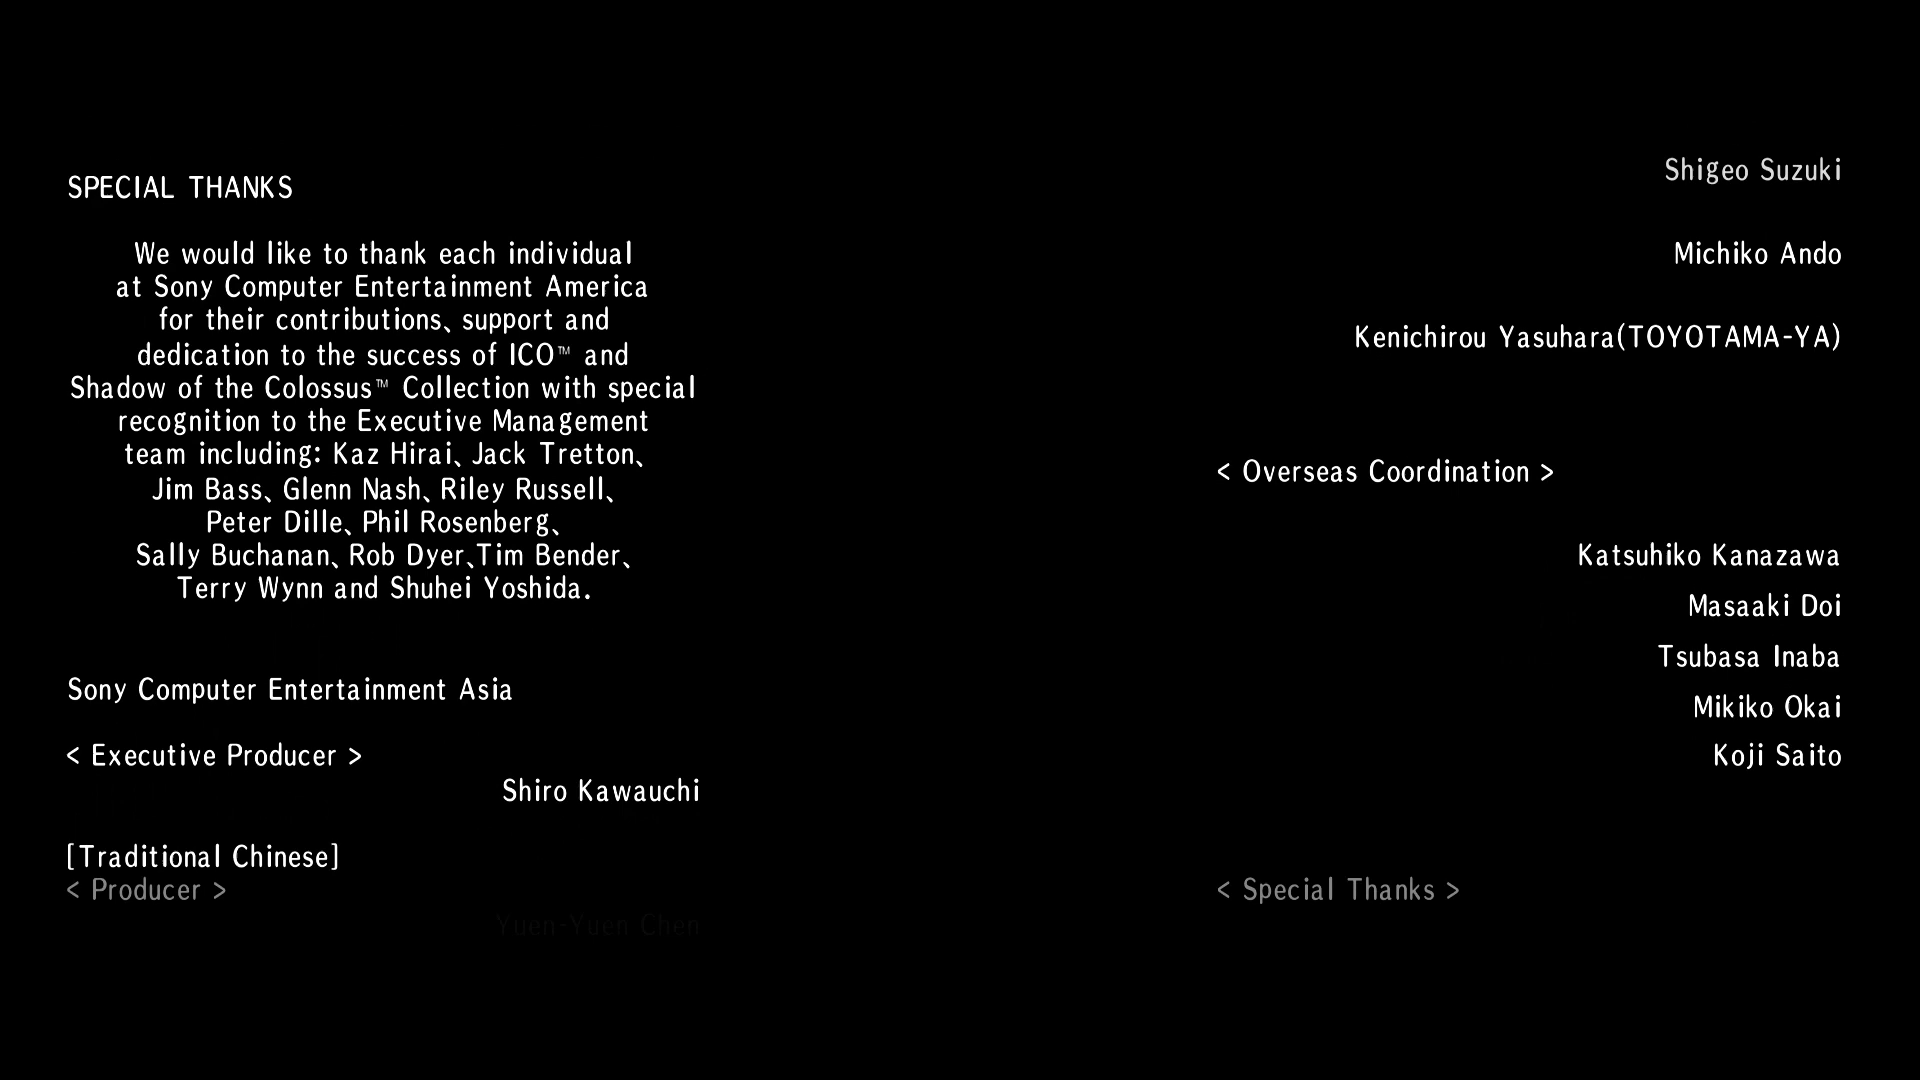 SPECIAL THANKS
We would like to thank each individual
at Sony Computer Entertainment America
for their contributions、support and
dedication to the success of ICO™ and
Shadow of the Colossus™ Collection with special
recognition to the Executive Management
team including: Kaz Hirai、Jack Tretton、
Jim Bass、Glenn Nash、Riley Russell、
Peter Dille、Phil Rosenberg、
Sally Buchanan、Rob Dyer、Tim Bender、
Terry Wynn and Shuhei Yoshida.
Sony Computer Entertainment Asia
< Executive Producer >
Shiro Kawauchi
[Traditional Chinese]
< Producer >
Yuen-Yuen Chen
Shigeo Suzuki
Michiko Ando
Kenichirou Yasuhara(TOYOTAMA-YA)
< Overseas Coordination >
Katsuhiko Kanazawa
Masaaki Doi
Tsubasa Inaba
Mikiko Okai
Koji Saito
< Special Thanks >